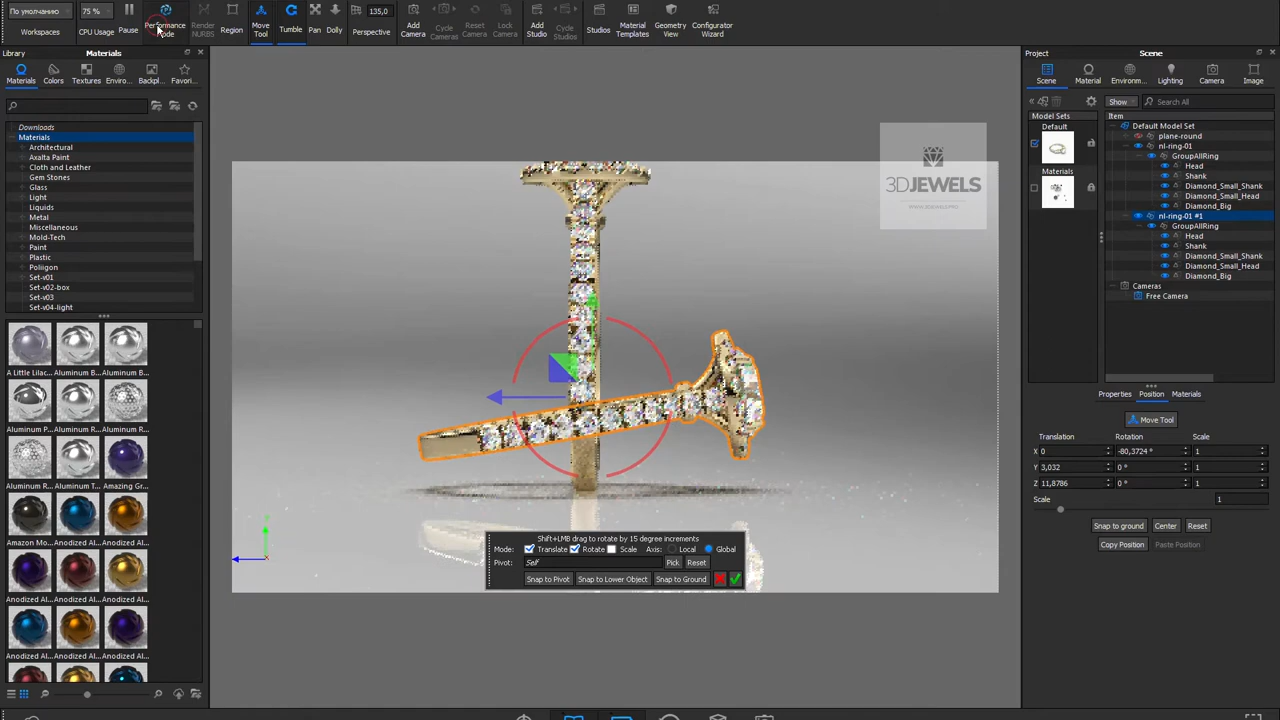 По умолчанию
75 %
135,0
Workspaces
CPU Usage
Pause
Performance
Mode
Render
NURBS
Region
Move
Tool
Tumble
Pan
Dolly
Perspective
Add
Camera
Cycle
Cameras
Reset
Camera
Lock
Camera
Add
Studio
Cycle
Studios
Studios
Material
Templates
Geometry
View
Configurator
Wizard
Library
Materials
Materials
Colors
Textures
Enviro...
Backpl...
Favori...
Downloads
Materials
Architectural
Axalta Paint
Cloth and Leather
Gem Stones
Glass
Light
Liquids
Metal
Miscellaneous
Mold-Tech
Paint
Plastic
Poliigon
Set-v01
Set-v02-box
Set-v03
Set-v04-light
A Little Lilac...
Aluminum B...
Aluminum B...
Aluminum P...
Aluminum R...
Aluminum R...
Aluminum R...
Aluminum T...
Amazing Gr...
Amazon Mo...
Anodized Al...
Anodized Al...
Anodized Al...
Anodized Al...
Anodized Al...
Anodized Al...
Anodized Al...
Anodized Al...
3DJEWELS
WWW.3DJEWELS.PRO
Shift+LMB drag to rotate by 15 degree increments
Mode:
Translate
Rotate
Scale
Axis:
Local
Global
Pivot:
Self
Pick
Reset
Snap to Pivot
Snap to Lower Object
Snap to Ground
Project
Scene
Scene
Material
Environm...
Lighting
Camera
Image
Show
Search All
Model Sets
Item
Default
Materials
Default Model Set
plane-round
nl-ring-01
GroupAllRing
Head
Shank
Diamond_Small_Shank
Diamond_Small_Head
Diamond_Big
nl-ring-01 #1
GroupAllRing
Head
Shank
Diamond_Small_Shank
Diamond_Small_Head
Diamond_Big
Cameras
Free Camera
Properties
Position
Materials
Move Tool
Translation
Rotation
Scale
X
0
-80,3724 °
1
Y
3,032
0 °
1
Z
11,8786
0 °
1
Scale
1
Snap to ground
Center
Reset
Copy Position
Paste Position